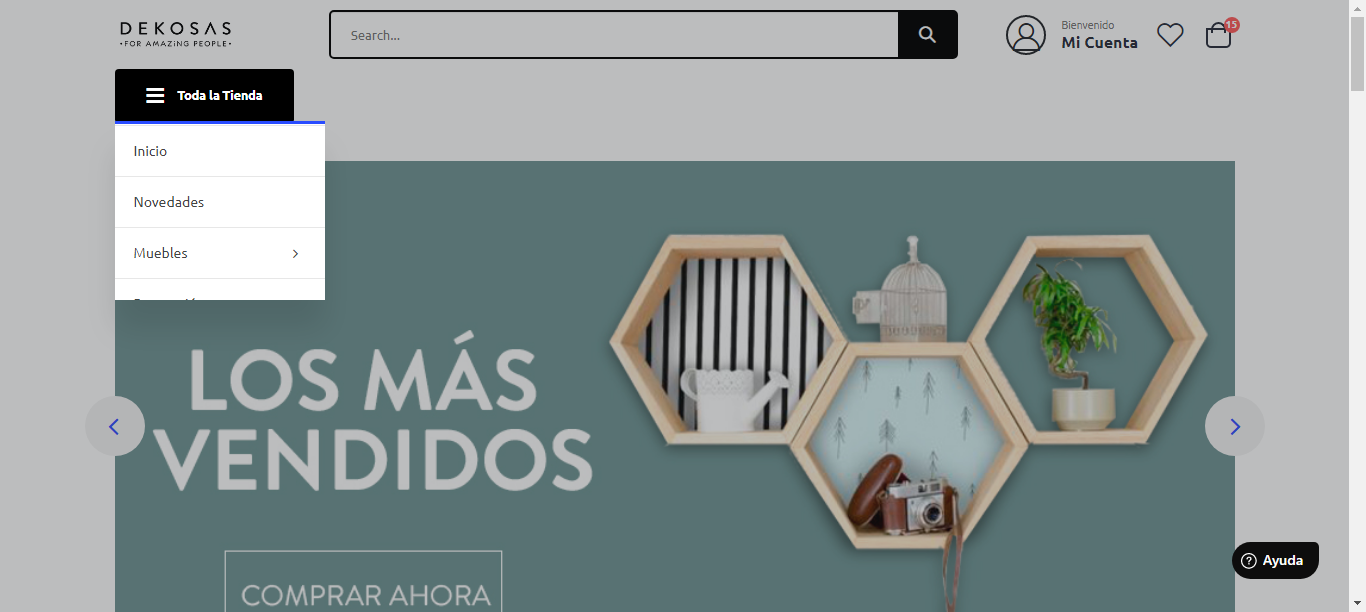 DEKOSAS
•FOR AMAZING PEOPLE•
Search...
Bienvenido
Mi Cuenta
15
Toda la Tienda
Inicio
Novedades
Muebles
LOS MÁS
VENDIDOS
COMPRAR AHORA
Ayuda